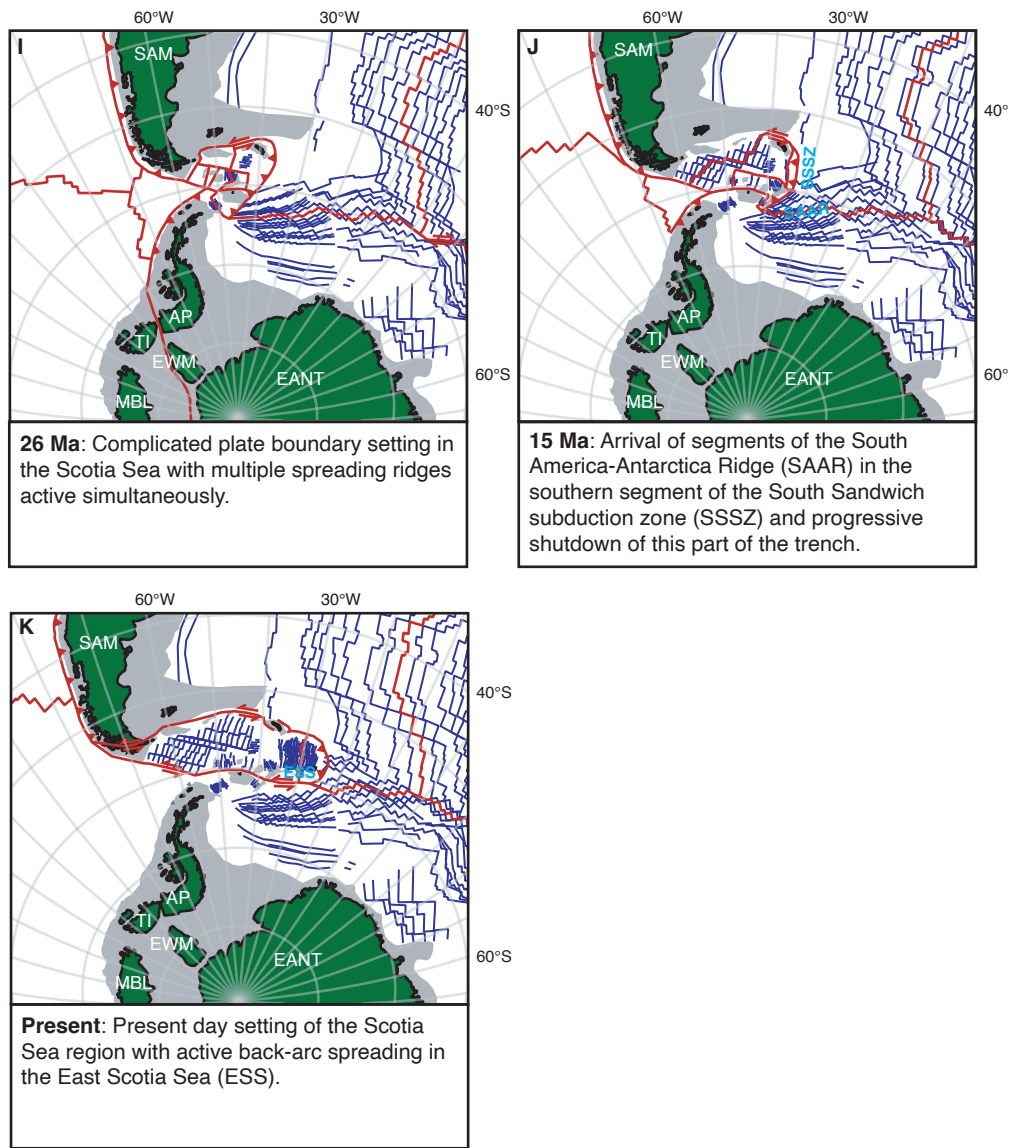 60°W 30°W
I
SAM
40°S
AP
TI
EWM
EANT
MBL
60°S
26 Ma: Complicated plate boundary setting in
the Scotia Sea with multiple spreading ridges
active simultaneously.
60°W 30°W
J
SAM
40°
SSSZ
SAAR
AP
TI
EWM
EANT
MBL
60°
15 Ma: Arrival of segments of the South
America-Antarctica Ridge (SAAR) in the
southern segment of the South Sandwich
subduction zone (SSSZ) and progressive
shutdown of this part of the trench.
60°W 30°W
K
SAM
40°S
ESS
AP
TI
EWM
EANT
MBL
60°S
Present: Present day setting of the Scotia
Sea region with active back-arc spreading in
the East Scotia Sea (ESS).